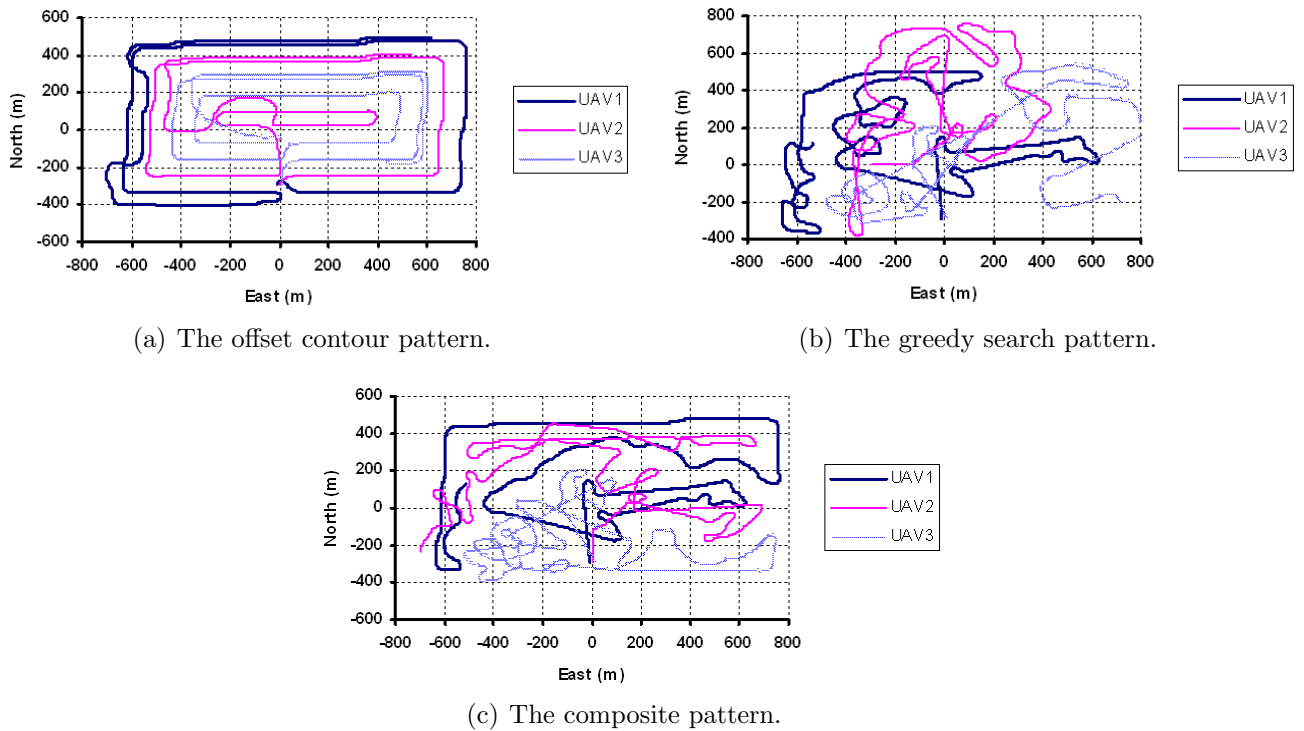 600
400
200
0
-200
-400
-600
North (m)
-800 -600 -400 -200 0 200 400 600 800
East (m)
UAV1
UAV2
UAV3
(a) The offset contour pattern.
800
600
400
200
0
-200
-400
North (m)
-800 -600 -400 -200 0 200 400 600 800
East (m)
UAV1
UAV2
UAV3
(b) The greedy search pattern.
600
400
200
0
-200
-400
-600
North (m)
-800 -600 -400 -200 0 200 400 600 800
East (m)
UAV1
UAV2
UAV3
(c) The composite pattern.